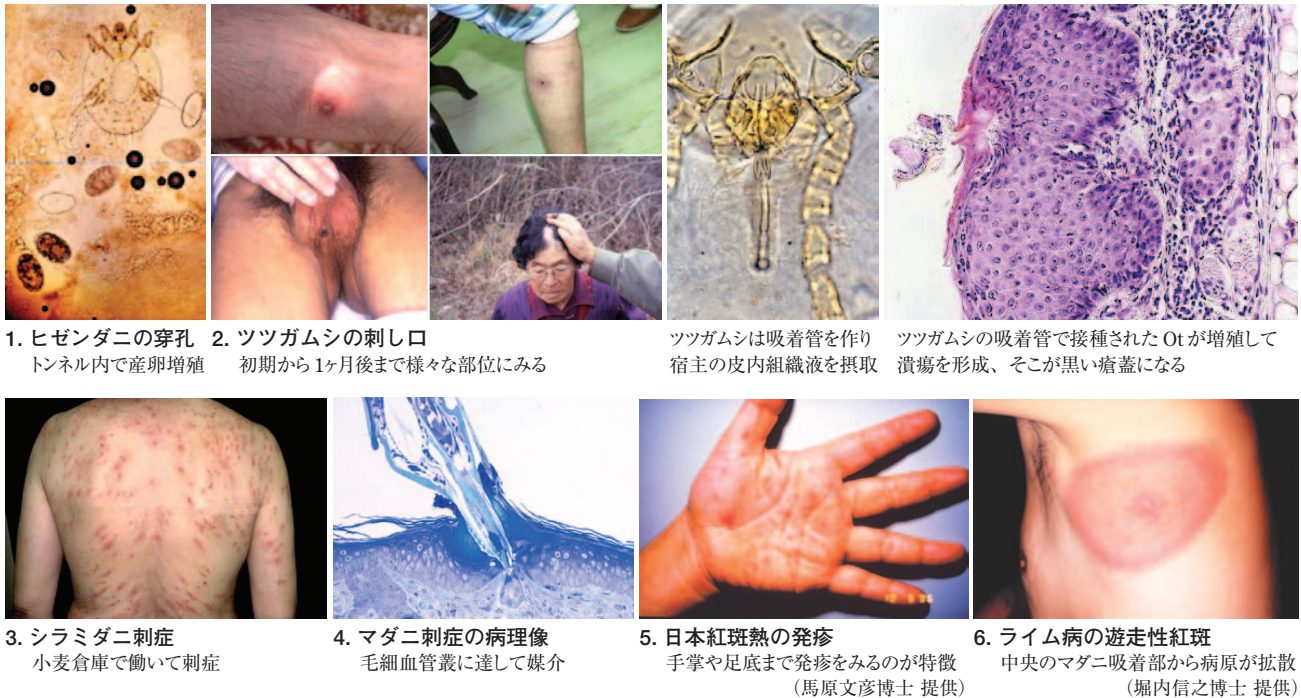 1. ヒゼンダニの穿孔
トンネル内で産卵増殖
2. ツツガムシの刺し口
初期から1ヶ月後まで様々な部位にみる
ツツガムシは吸着管を作り
宿主の皮内組織液を摂取
ツツガムシの吸着管で接種された Ot が増殖して
潰瘍を形成、そこが黒い瘡蓋になる
3. シラミダニ刺症
小麦倉庫で働いて刺症
4. マダニ刺症の病理像
毛細血管叢に達して媒介
5. 日本紅斑熱の発疹
手掌や足底まで発疹をみるのが特徴
（馬原文彦博士 提供）
6. ライム病の遊走性紅斑
中央のマダニ吸着部から病原が拡散
（堀内信之博士 提供）